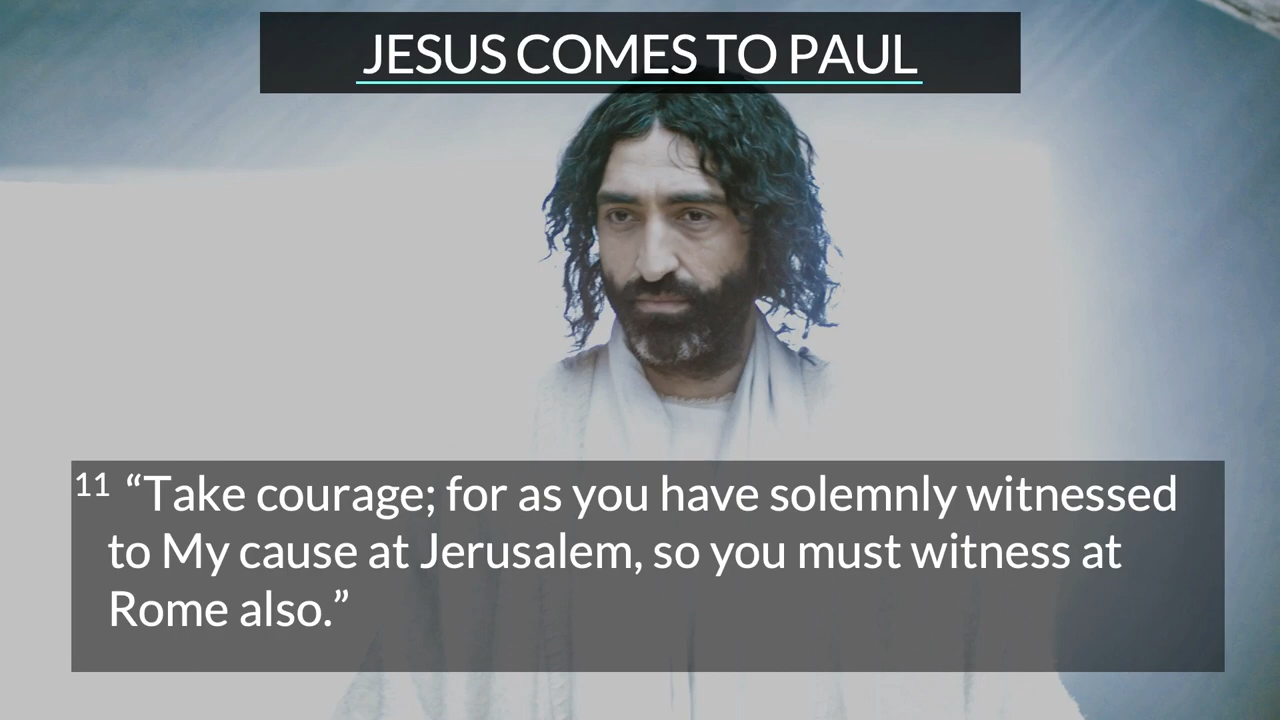 JESUS COMES TO PAUL
11 “Take courage; for as you have solemnly witnessed
to My cause at Jerusalem, so you must witness at
Rome also.”